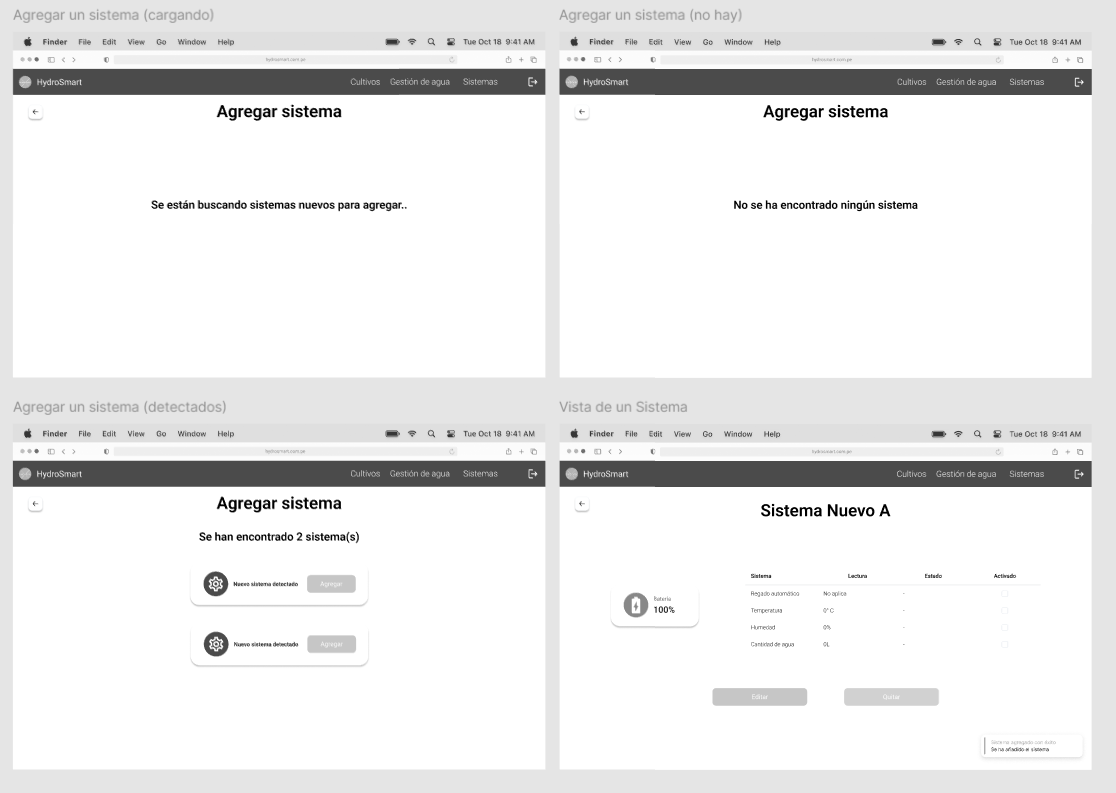 Agregar un sistema (cargando)
Finder File Edit View Go Window Help Tue Oct 18 9:41 AM
hydrosmart.com.pe
HydroSmart Cultivos Gestión de agua Sistemas
Agregar sistema
Se están buscando sistemas nuevos para agregar..
Agregar un sistema (no hay)
Finder File Edit View Go Window Help Tue Oct 18 9:41 AM
hydrosmart.com.pe
HydroSmart Cultivos Gestión de agua Sistemas
Agregar sistema
No se ha encontrado ningún sistema
Agregar un sistema (detectados)
Finder File Edit View Go Window Help Tue Oct 18 9:41 AM
hydrosmart.com.pe
HydroSmart Cultivos Gestión de agua Sistemas
Agregar sistema
Se han encontrado 2 sistema(s)
Nuevo sistema detectado Agregar
Nuevo sistema detectado Agregar
Vista de un Sistema
Finder File Edit View Go Window Help Tue Oct 18 9:41 AM
hydrosmart.com.pe
HydroSmart Cultivos Gestión de agua Sistemas
Sistema Nuevo A
Batería
100%
Sistema Lectura Estado Activado
Regado automático No aplica -
Temperatura 0° C -
Humedad 0% -
Cantidad de agua 0L -
Editar Quitar
Sistema agregado con éxito
Se ha añadido el sistema